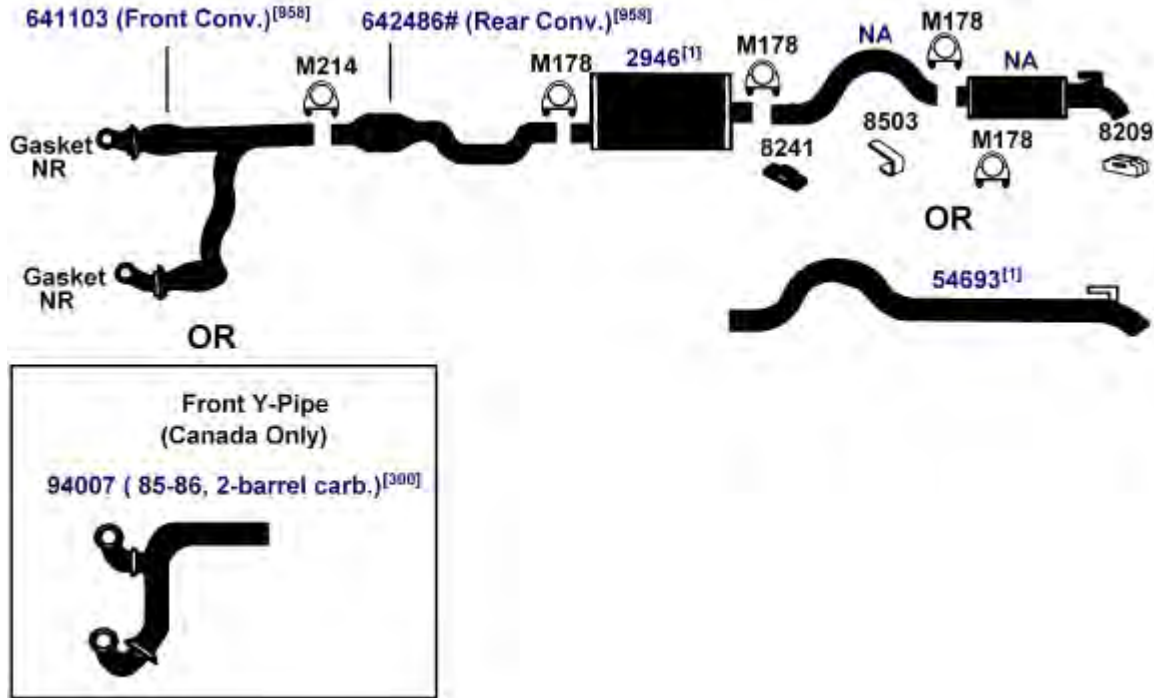 641103 (Front Conv.)[858]
642486# (Rear Conv.)[958]
M214
M178
2946[1]
M178
NA
M178
NA
Gasket
NR
8241
8503
M178
8209
OR
Gasket
NR
54693[1]
OR
Front Y-Pipe
(Canada Only)
94007 ( 85-86, 2-barrel carb.)[300]